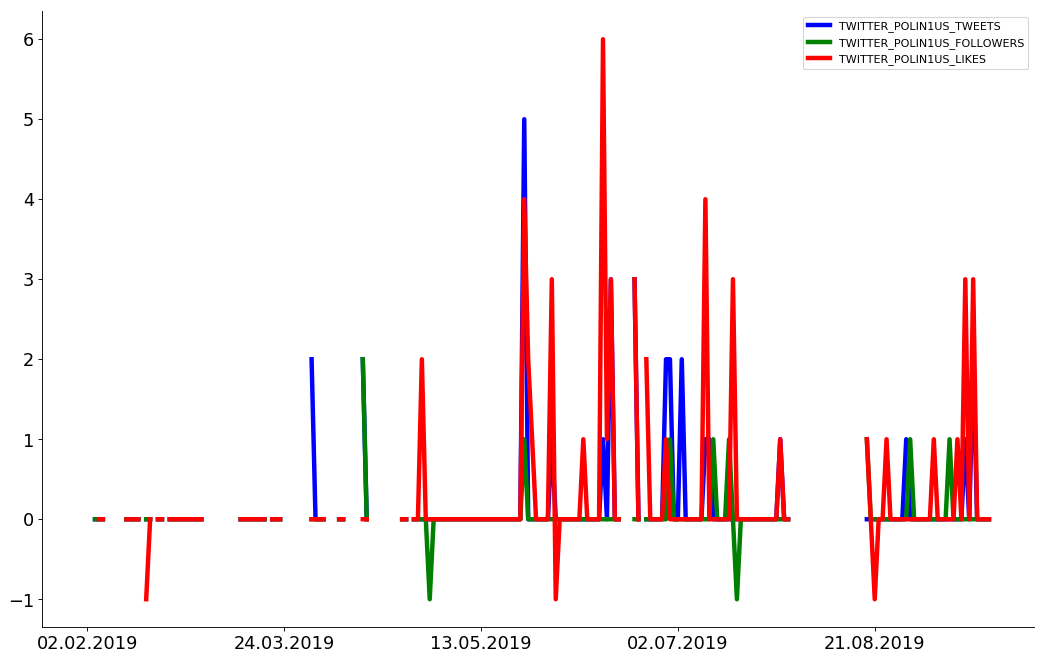 TWITTER_POLIN1US_TWEETS
TWITTER_POLIN1US_FOLLOWERS
TWITTER_POLIN1US_LIKES
6
5
4
3
2
1
0
−1
02.02.2019 24.03.2019 13.05.2019 02.07.2019 21.08.2019